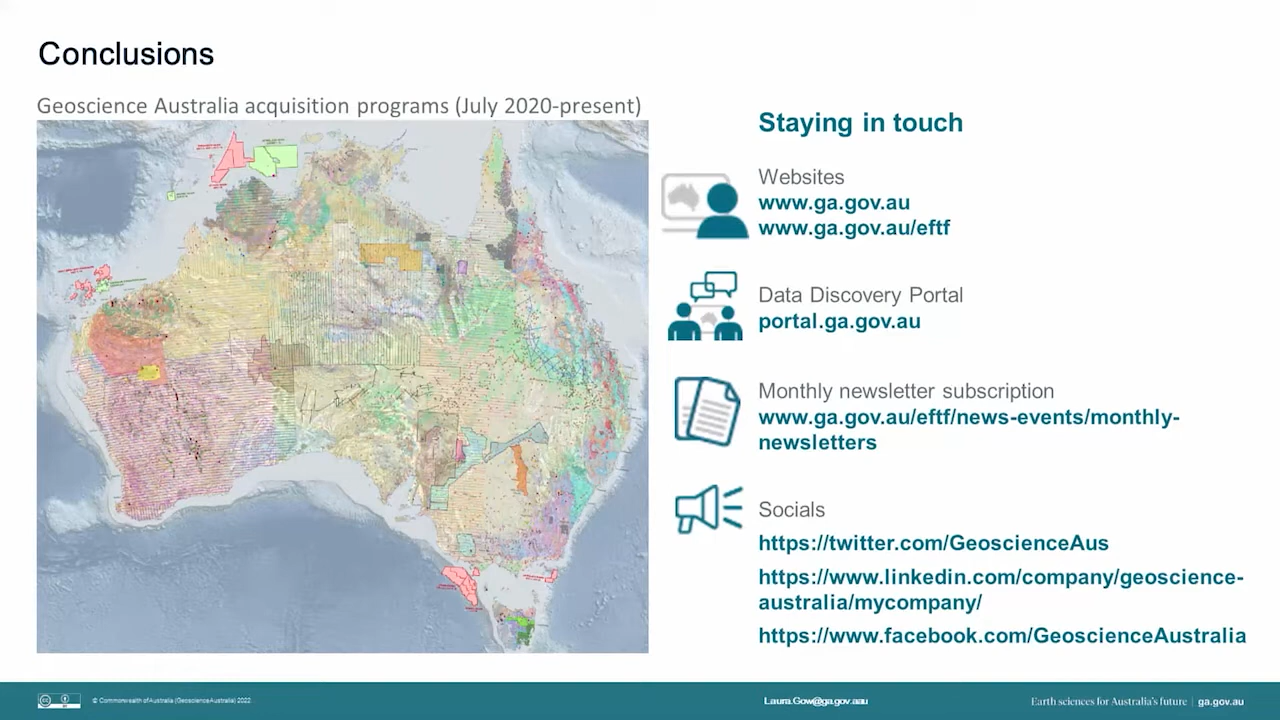 Conclusions
Geoscience Australia acquisition programs (July 2020-present)
Staying in touch
Websites
www.ga.gov.au
www.ga.gov.au/eftf
Data Discovery Portal
portal.ga.gov.au
Monthly newsletter subscription
www.ga.gov.au/eftf/news-events/monthly-
newsletters
Socials
https://twitter.com/GeoscienceAus
https://www.linkedin.com/company/geoscience-
australia/mycompany/
https://www.facebook.com/GeoscienceAustralia
© Commonwealth of Australia (Geoscience Australia) 2022
Laura.Gow@ga.gov.au
Earth sciences for Australia's future | ga.gov.au